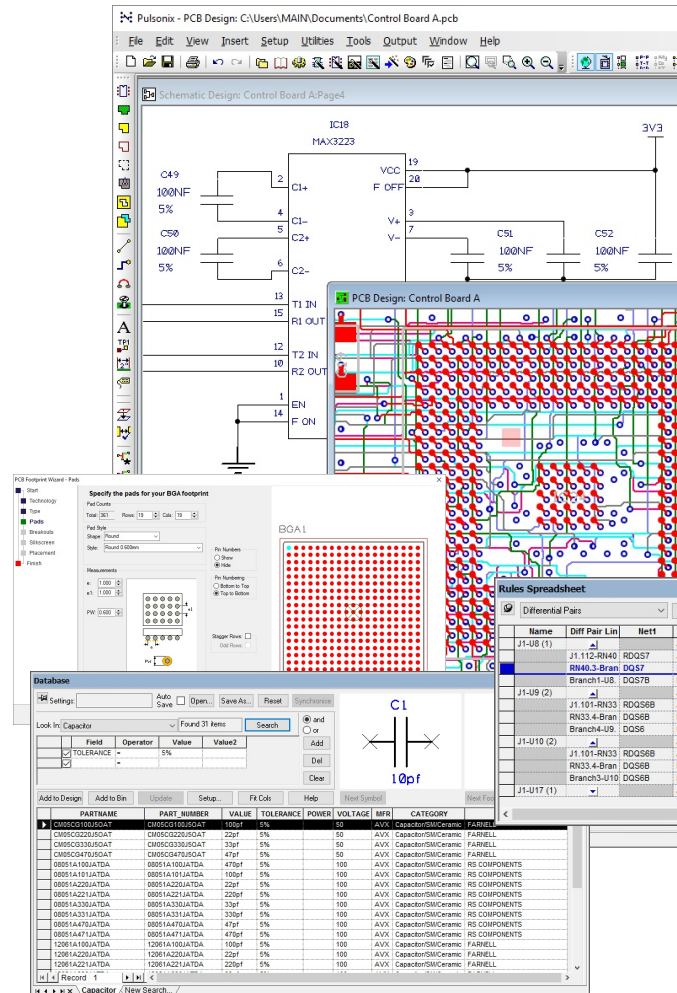 Pulsonix - PCB Design: C:\Users\MAIN\Documents\Control Board A.pcb
File Edit View Insert Setup Utilities Tools Output Window Help
Schematic Design: Control Board A:Page4
IC18
MAX3223
3V3
C49
100NF
5%
C50
100NF
5%
2 C1+
4 C1-
5 C2+
6 C2-
13 T1 IN
15 R1 OUT
12 T2 IN
10 R2 OUT
1 EN
14 F ON
VCC 19
F OFF 20
V+ 3
V- 7
C51
100NF
5%
C52
100NF
5%
PCB Design: Control Board A
PCB Footprint Wizard - Pads
Start
Technology
Type
Pads
Breakouts
Silkscreen
Placement
Finish
Specify the pads for your BGA footprint
Pad Counts
Total: 361 Rows: 19 Cols: 19
Pad Style
Shape: Round
Style: Round 0.600mm
Measurements
e: 1.000
e1: 1.000
PW: 0.600
Pin Numbers
Show
Hide
Pin Numbering
Bottom to Top
Top to Bottom
Stagger Rows:
Odd Rows:
BGA1
Rules Spreadsheet
Differential Pairs
Name Diff Pair Lin Net1
J1-U8 (1)
J1.112-RN40 RDQS7
RN40.3-Bran DQS7
Branch1-U8. DQS7B
J1-U9 (2)
J1.101-RN33 RDQS6B
RN33.4-Bran DQS6
Branch4-U9. DQS6
J1-U10 (2)
J1.101-RN33 RDQS6B
RN33.4-Bran DQS6B
Branch3-U10 DQS6B
J1-U17 (1)
Database
Settings: Auto Save Open... Save As... Reset Synchronise
Look In: Capacitor Found 31 items Search
and
or
Field Operator Value Value2
TOLERANCE = 5%
=
Add
Del
Clear
C1
10pf
Add to Design Add to Bin Update Setup... Fit Cols Help Next Symbol
PARTNAME PART_NUMBER VALUE TOLERANCE POWER VOLTAGE MFR CATEGORY
CM05CG100J5OAT CM05CG100J5OAT 100pf 5% 50 AVX Capacitor/SM/Ceramic FARNELL
CM05CG220J5OAT CM05CG220J5OAT 22pf 5% 50 AVX Capacitor/SM/Ceramic FARNELL
CM05CG330J5OAT CM05CG330J5OAT 33pf 5% 50 AVX Capacitor/SM/Ceramic FARNELL
CM05CG470J5OAT CM05CG470J5OAT 47pf 5% 50 AVX Capacitor/SM/Ceramic FARNELL
08051A100JATDA 08051A100JATDA 470pf 5% 100 AVX Capacitor/SM/Ceramic RS COMPONENTS
08051A101JATDA 08051A101JATDA 100pf 5% 100 AVX Capacitor/SM/Ceramic RS COMPONENTS
08051A220JATDA 08051A220JATDA 22pf 5% 100 AVX Capacitor/SM/Ceramic RS COMPONENTS
08051A221JATDA 08051A221JATDA 220pf 5% 100 AVX Capacitor/SM/Ceramic RS COMPONENTS
08051A330JATDA 08051A330JATDA 33pf 5% 100 AVX Capacitor/SM/Ceramic RS COMPONENTS
08051A331JATDA 08051A331JATDA 330pf 5% 100 AVX Capacitor/SM/Ceramic RS COMPONENTS
08051A470JATDA 08051A470JATDA 47pf 5% 100 AVX Capacitor/SM/Ceramic RS COMPONENTS
08051A471JATDA 08051A471JATDA 470pf 5% 100 AVX Capacitor/SM/Ceramic RS COMPONENTS
12061A100JATDA 12061A100JATDA 100pf 5% 100 AVX Capacitor/SM/Ceramic FARNELL
12061A220JATDA 12061A220JATDA 22pf 5% 100 AVX Capacitor/SM/Ceramic FARNELL
12061A221JATDA 12061A221JATDA 220pf 5% 100 AVX Capacitor/SM/Ceramic FARNELL
Record 1
Capacitor New Search...